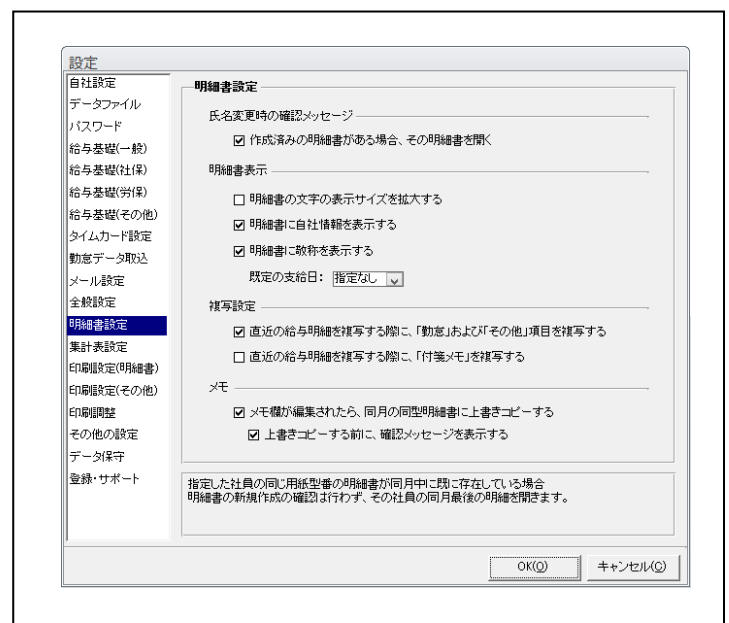 設定
自社設定
データファイル
パスワード
給与基礎(一般)
給与基礎(社保)
給与基礎(労保)
給与基礎(その他)
タイムカード設定
勤怠データ取込
メール設定
全般設定
明細書設定
集計表設定
印刷設定(明細書)
印刷設定(その他)
印刷調整
その他の設定
データ保守
登録・サポート
明細書設定
氏名変更時の確認メッセージ
作成済みの明細書がある場合、その明細書を開く
明細書表示
明細書の文字の表示サイズを拡大する
明細書に自社情報を表示する
明細書に敬称を表示する
既定の支給日: 指定なし
複写設定
直近の給与明細を複写する際に、「勤怠」および「その他」項目を複写する
直近の給与明細を複写する際に、「付箋メモ」を複写する
メモ
メモ欄が編集されたら、同月の同型明細書に上書きコピーする
上書きコピーする前に、確認メッセージを表示する
指定した社員の同じ用紙型番の明細書が同月中に既に存在している場合
明細書の新規作成の確認は行わず、その社員の同月最後の明細を開きます。
OK(O)
キャンセル(C)